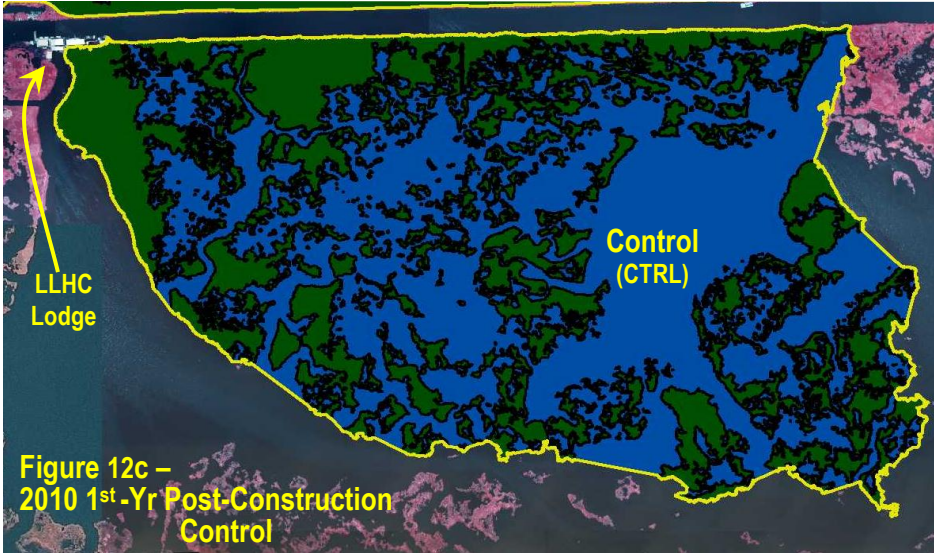 Control
(CTRL)
LLHC
Lodge
Figure 12c –
2010 1st -Yr Post-Construction
Control